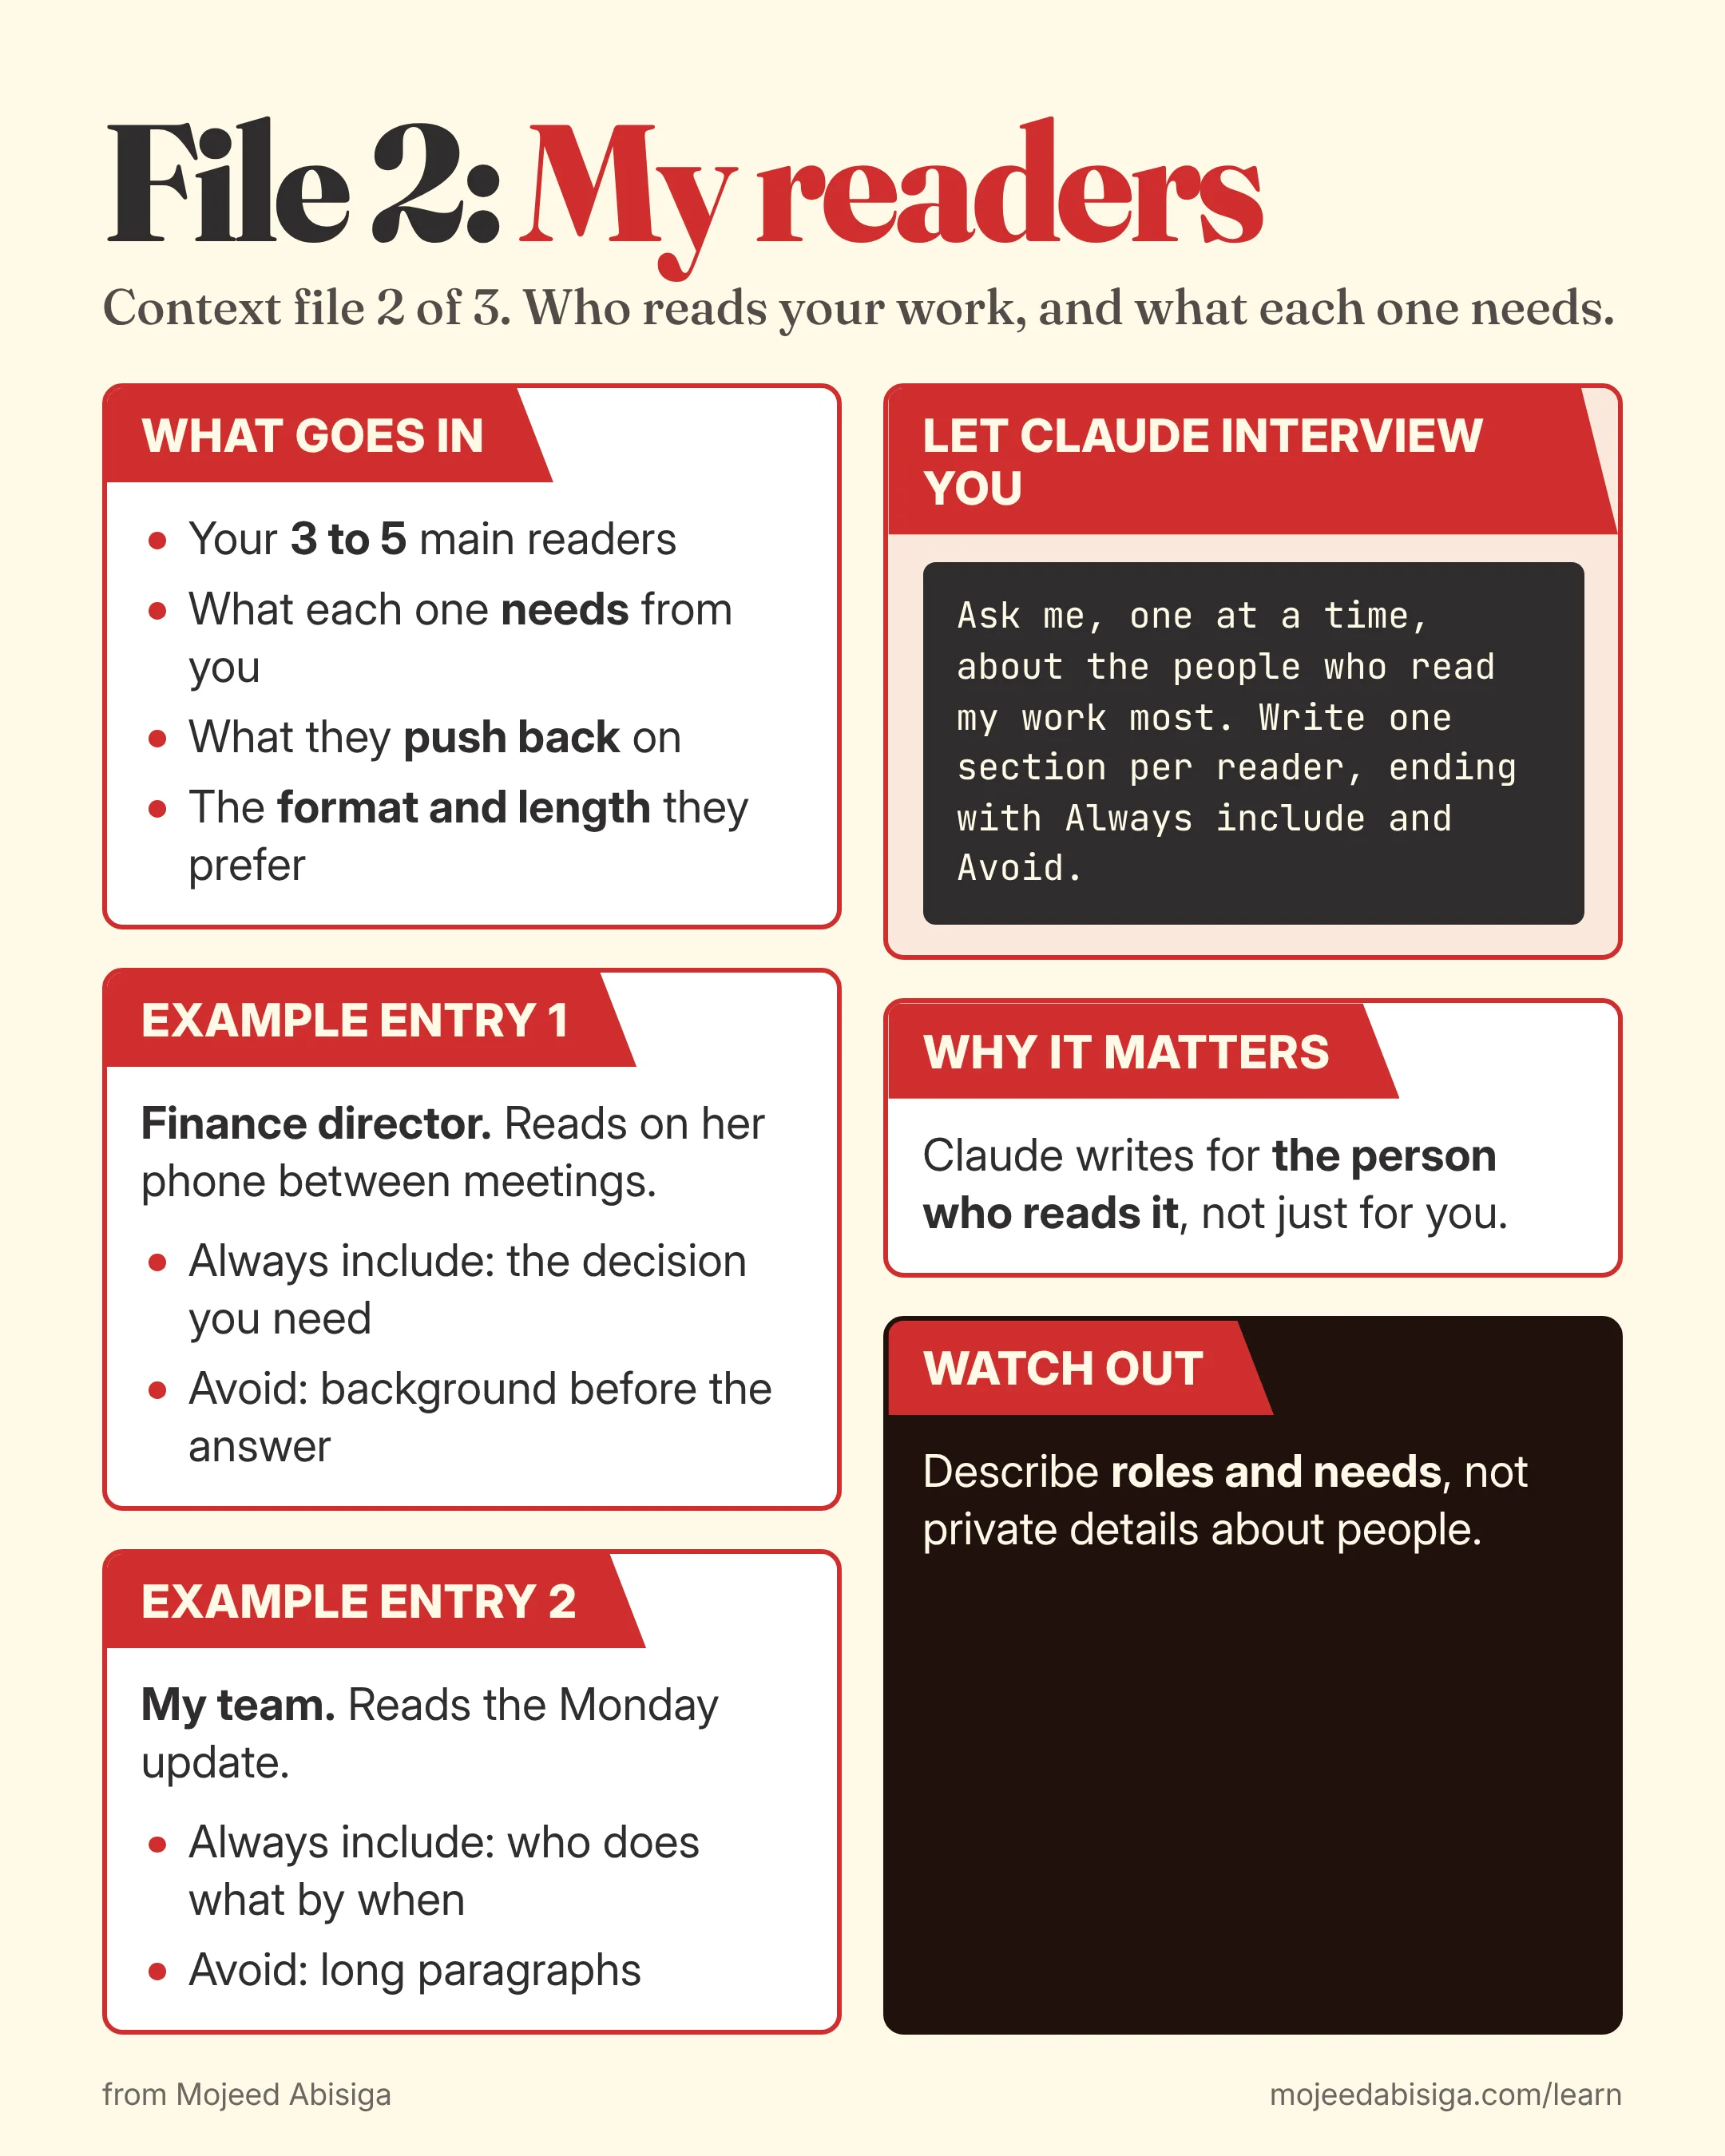 File 2: My readers
Context file 2 of 3. Who reads your work, and what each one needs.
WHAT GOES IN
• Your 3 to 5 main readers
• What each one needs from
you
• What they push back on
• The format and length they
prefer
EXAMPLE ENTRY 1
Finance director. Reads on her
phone between meetings.
• Always include: the decision
you need
• Avoid: background before the
answer
EXAMPLE ENTRY 2
My team. Reads the Monday
update.
• Always include: who does
what by when
• Avoid: long paragraphs
LET CLAUDE INTERVIEW
YOU
Ask me, one at a time,
about the people who read
my work most. Write one
section per reader, ending
with Always include and
Avoid.
WHY IT MATTERS
Claude writes for the person
who reads it, not just for you.
WATCH OUT
Describe roles and needs, not
private details about people.
from Mojeed Abisiga
mojeedabisiga.com/learn